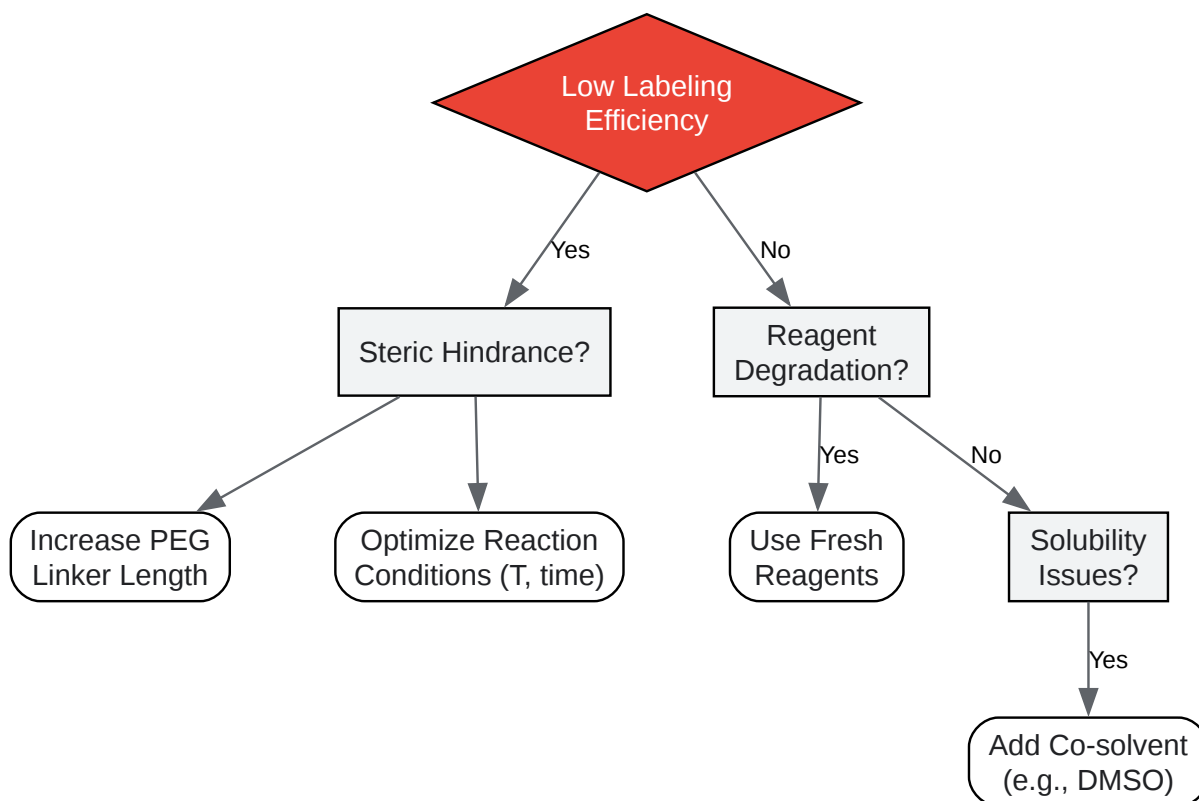 Low Labeling
Efficiency
Yes
No
Steric Hindrance?
Reagent
Degradation?
Yes
No
Increase PEG
Linker Length
Optimize Reaction
Conditions (T, time)
Use Fresh
Reagents
Solubility
Issues?
Yes
Add Co-solvent
(e.g., DMSO)